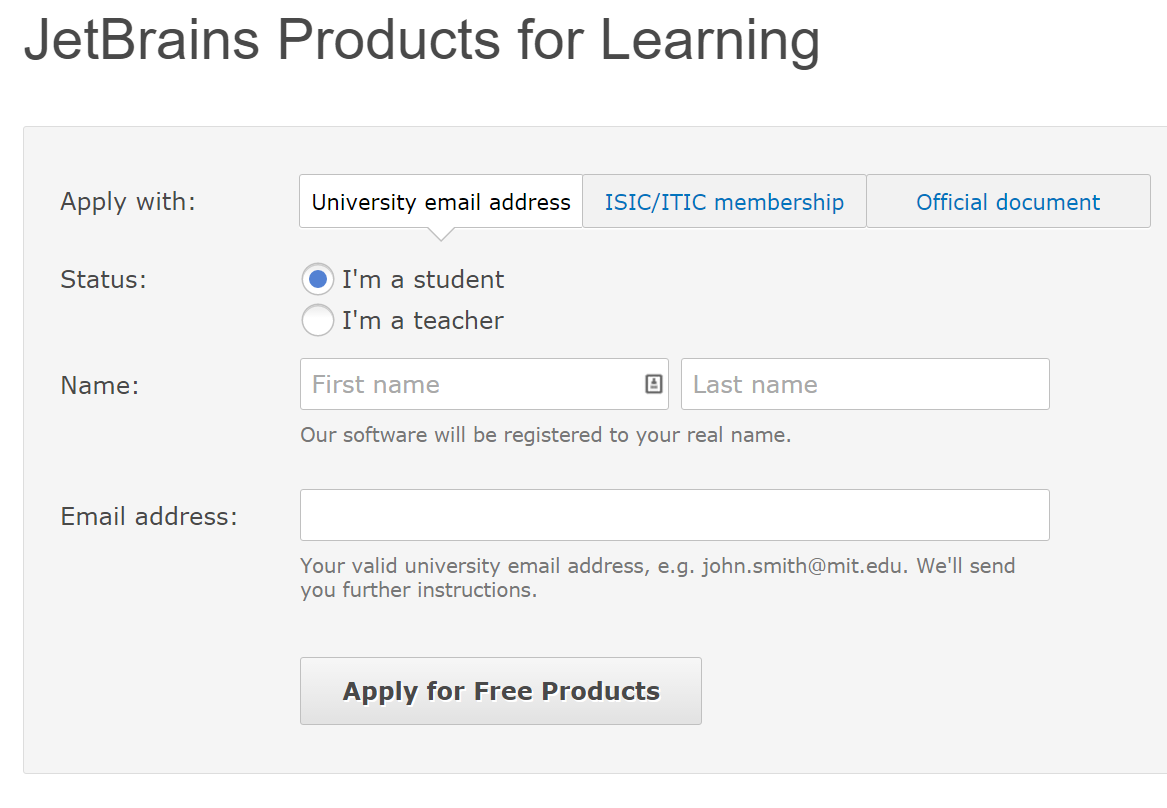 JetBrains Products for Learning
Apply with: University email address ISIC/ITIC membership Official document
Status: I'm a student
I'm a teacher
Name: First name Last name
Our software will be registered to your real name.
Email address:
Your valid university email address, e.g. john.smith@mit.edu. We'll send
you further instructions.
Apply for Free Products